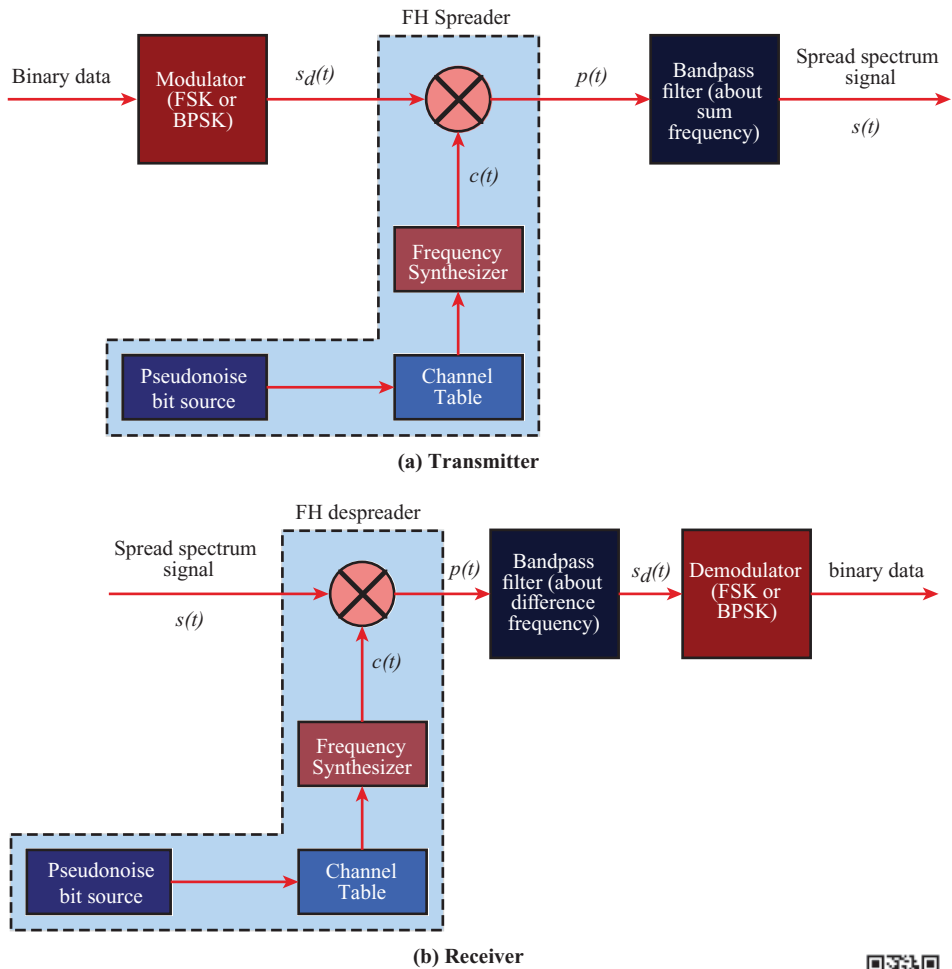 FH Spreader
Binary data
Modulator
(FSK or
BPSK)
s_d(t)
p(t)
Bandpass
filter (about
sum
frequency)
Spread spectrum
signal
s(t)
c(t)
Frequency
Synthesizer
Pseudonoise
bit source
Channel
Table
(a) Transmitter
FH despreader
Spread spectrum
signal
s(t)
p(t)
Bandpass
filter (about
difference
frequency)
s_d(t)
Demodulator
(FSK or
BPSK)
binary data
c(t)
Frequency
Synthesizer
Pseudonoise
bit source
Channel
Table
(b) Receiver